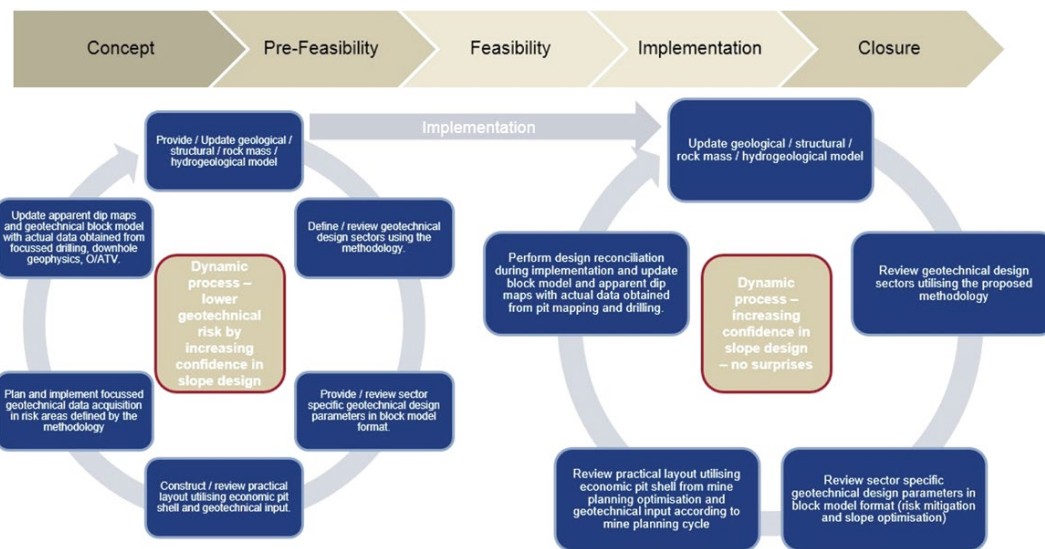 Concept
Pre-Feasibility
Feasibility
Implementation
Closure
Implementation
Provide / Update geological /
structural / rock mass /
hydrogeological model
Define / review geotechnical
design sectors using the
methodology.
Provide / review sector
specific geotechnical design
parameters in block model
format.
Construct / review practical
layout utilising economic pit
shell and geotechnical input.
Plan and implement focussed
geotechnical data acquisition
in risk areas defined by the
methodology
Update apparent dip maps
and geotechnical block model
with actual data obtained from
focussed drilling, downhole
geophysics, O/ATV.
Dynamic
process –
lower
geotechnical
risk by
increasing
confidence in
slope design
Update geological / structural /
rock mass / hydrogeological model
Review geotechnical design
sectors utilising the proposed
methodology
Review sector specific
geotechnical design parameters in
block model format (risk mitigation
and slope optimisation)
Review practical layout utilising
economic pit shell from mine
planning optimisation and
geotechnical input according to
mine planning cycle
Perform design reconciliation
during implementation and update
block model and apparent dip
maps with actual data obtained
from pit mapping and drilling.
Dynamic
process –
increasing
confidence in
slope design
– no surprises